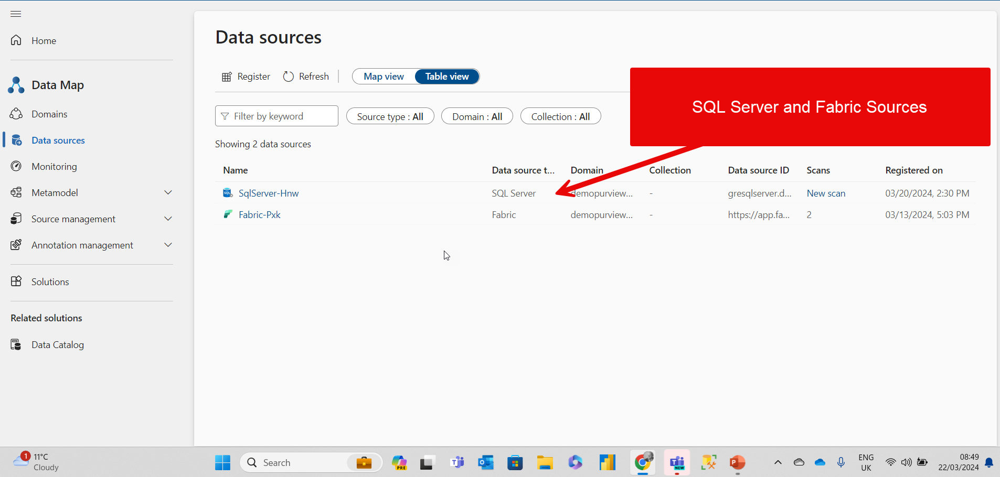 Home
Data Map
Domains
Data sources
Monitoring
Metamodel
Source management
Annotation management
Solutions
Related solutions
Data Catalog
Data sources
Register Refresh Map view Table view
SQL Server and Fabric Sources
Filter by keyword Source type : All Domain : All Collection : All
Showing 2 data sources
Name Data source t... Domain Collection Data source ID Scans Registered on
SqlServer-Hnw SQL Server demopurview... - gresqlserver.d... New scan 03/20/2024, 2:30 PM
Fabric-Pxk Fabric demopurview... - https://app.fa... 2 03/13/2024, 5:03 PM
1 11°C
Cloudy
Search
PRE
NEW
ENG
UK
08:49
22/03/2024